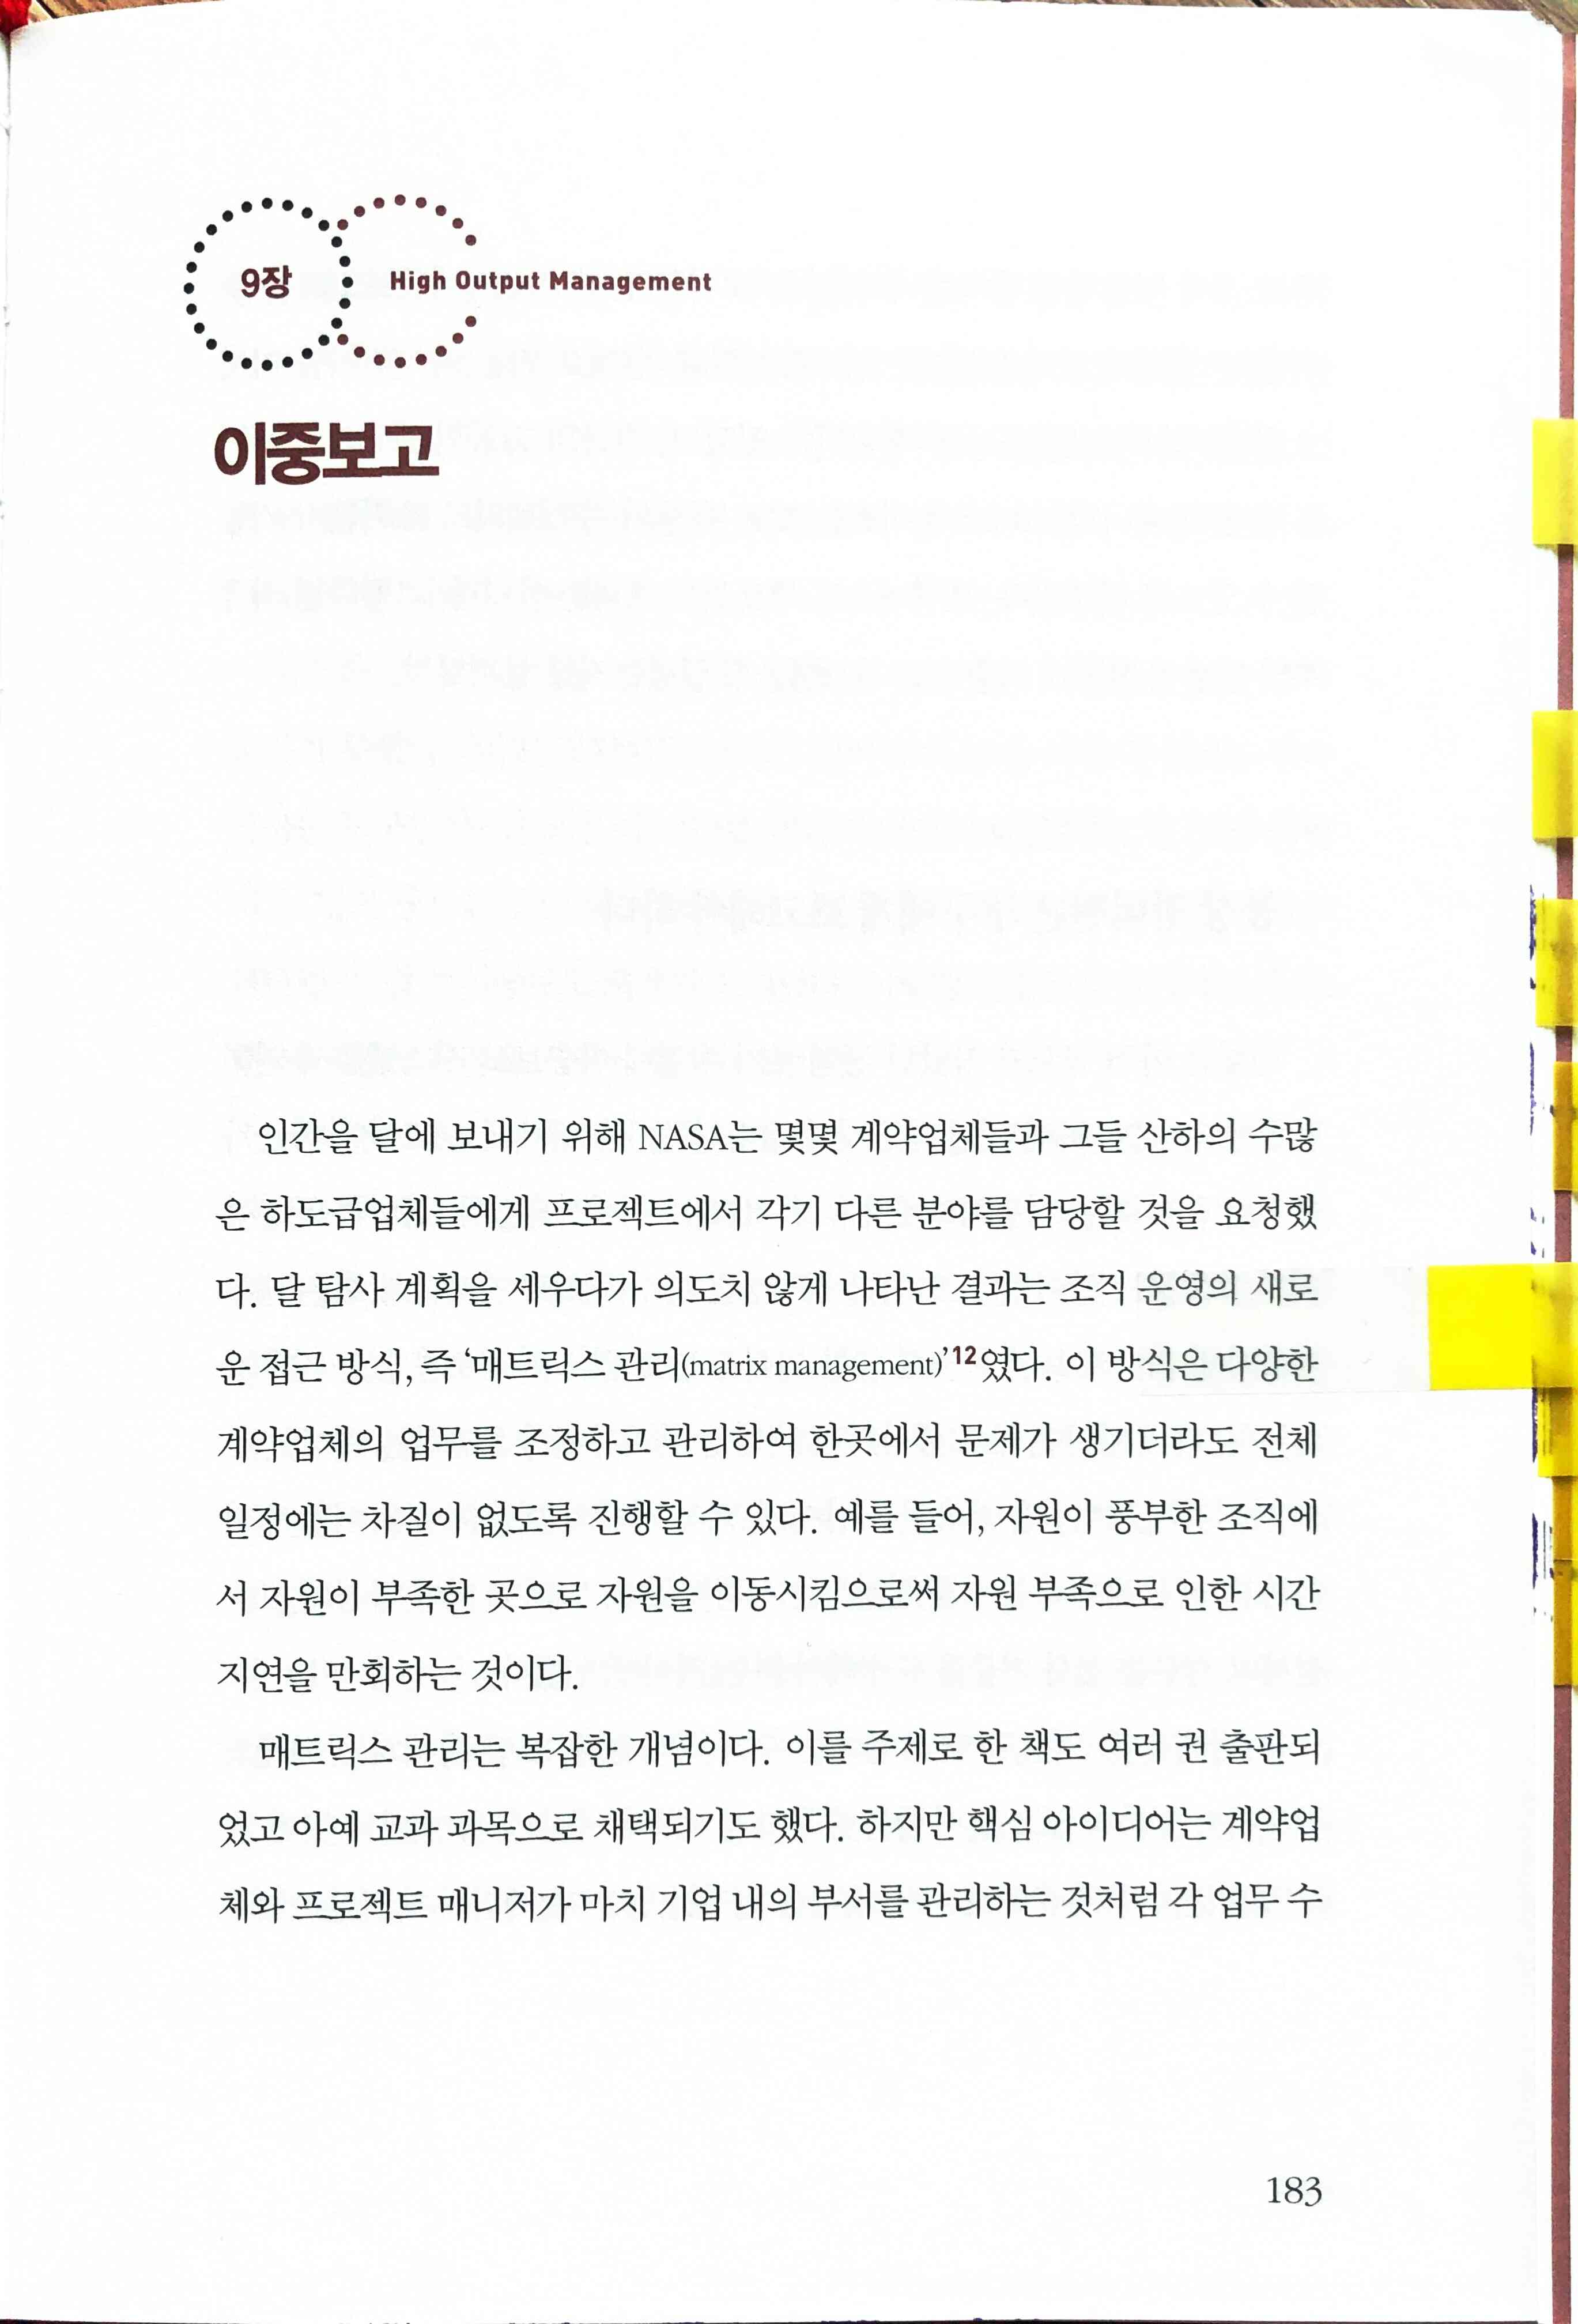 9장
High Output Management
이중보고
인간을 달에 보내기 위해 NASA는 몇몇 계약업체들과 그들 산하의 수많
은 하도급업체들에게 프로젝트에서 각기 다른 분야를 담당할 것을 요청했
다. 달 탐사 계획을 세우다가 의도치 않게 나타난 결과는 조직 운영의 새로
운 접근 방식, 즉 ‘매트릭스 관리(matrix management)’12였다. 이 방식은 다양한
계약업체의 업무를 조정하고 관리하여 한곳에서 문제가 생기더라도 전체
일정에는 차질이 없도록 진행할 수 있다. 예를 들어, 자원이 풍부한 조직에
서 자원이 부족한 곳으로 자원을 이동시킴으로써 자원 부족으로 인한 시간
지연을 만회하는 것이다.
매트릭스 관리는 복잡한 개념이다. 이를 주제로 한 책도 여러 권 출판되
었고 아예 교과 과목으로 채택되기도 했다. 하지만 핵심 아이디어는 계약업
체와 프로젝트 매니저가 마치 기업 내의 부서를 관리하는 것처럼 각 업무 수
183